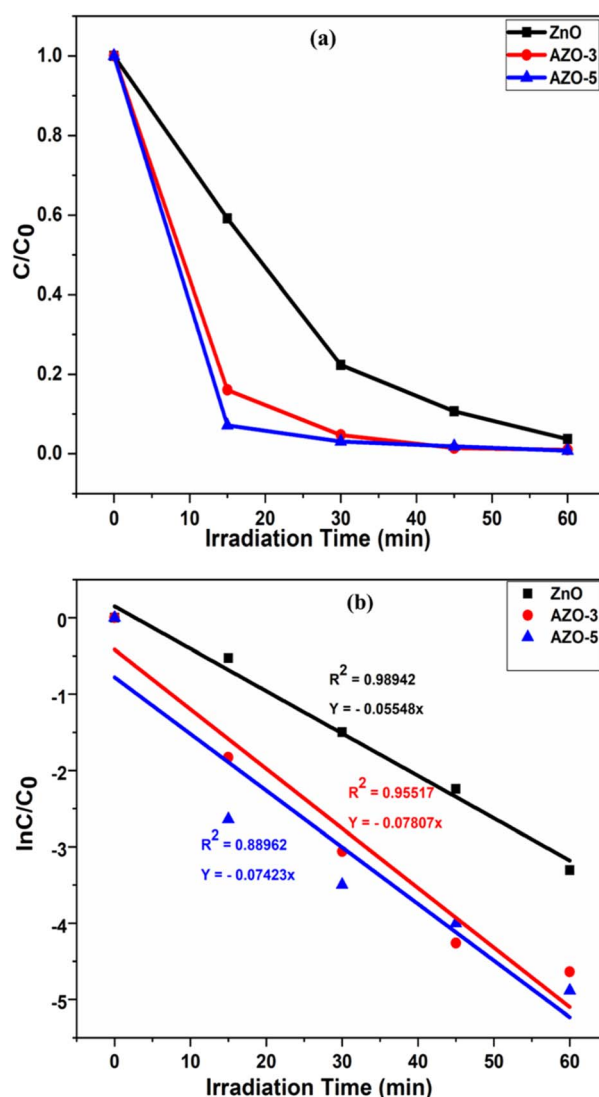 (a)
ZnO
AZO-3
AZO-5
1.0
0.8
0.6
0.4
0.2
0.0
C/C0
0 10 20 30 40 50 60
Irradiation Time (min)
(b)
ZnO
AZO-3
AZO-5
0
-1
-2
-3
-4
-5
lnC/C0
R2 = 0.98942
Y = - 0.05548x
R2 = 0.95517
Y = - 0.07807x
R2 = 0.88962
Y = - 0.07423x
0 10 20 30 40 50 60
Irradiation Time (min)